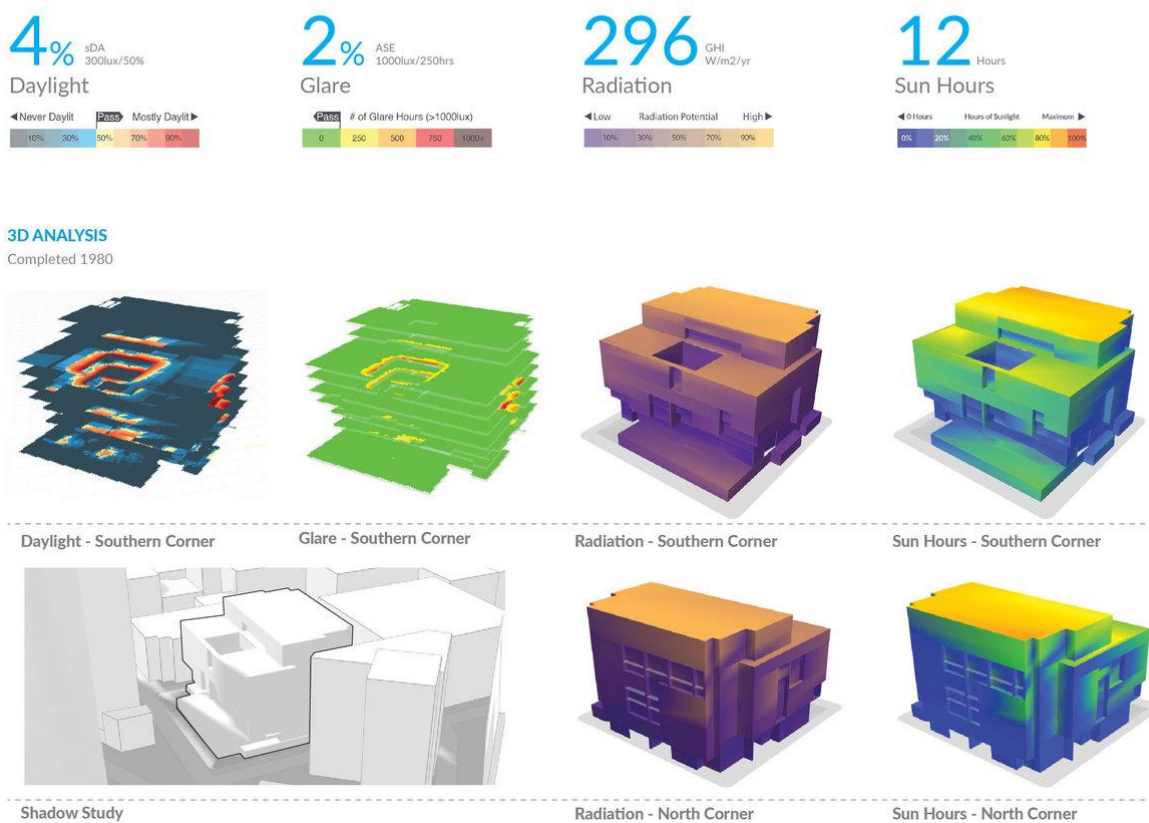 4% sDA 300lux/50%
Daylight
◀Never Daylit Pass Mostly Daylit▶
10% 30% 50% 70% 90%
2% ASE 1000lux/250hrs
Glare
Pass # of Glare Hours (>1000lux)
0 250 500 750 1000+
296 GHI W/m2/yr
Radiation
◀Low Radiation Potential High▶
10% 30% 50% 70% 90%
12 Hours
Sun Hours
◀0 Hours Hours of Sunlight Maximum ▶
0% 20% 40% 60% 80% 100%
3D ANALYSIS
Completed 1980
Daylight - Southern Corner
Glare - Southern Corner
Radiation - Southern Corner
Sun Hours - Southern Corner
Shadow Study
Radiation - North Corner
Sun Hours - North Corner